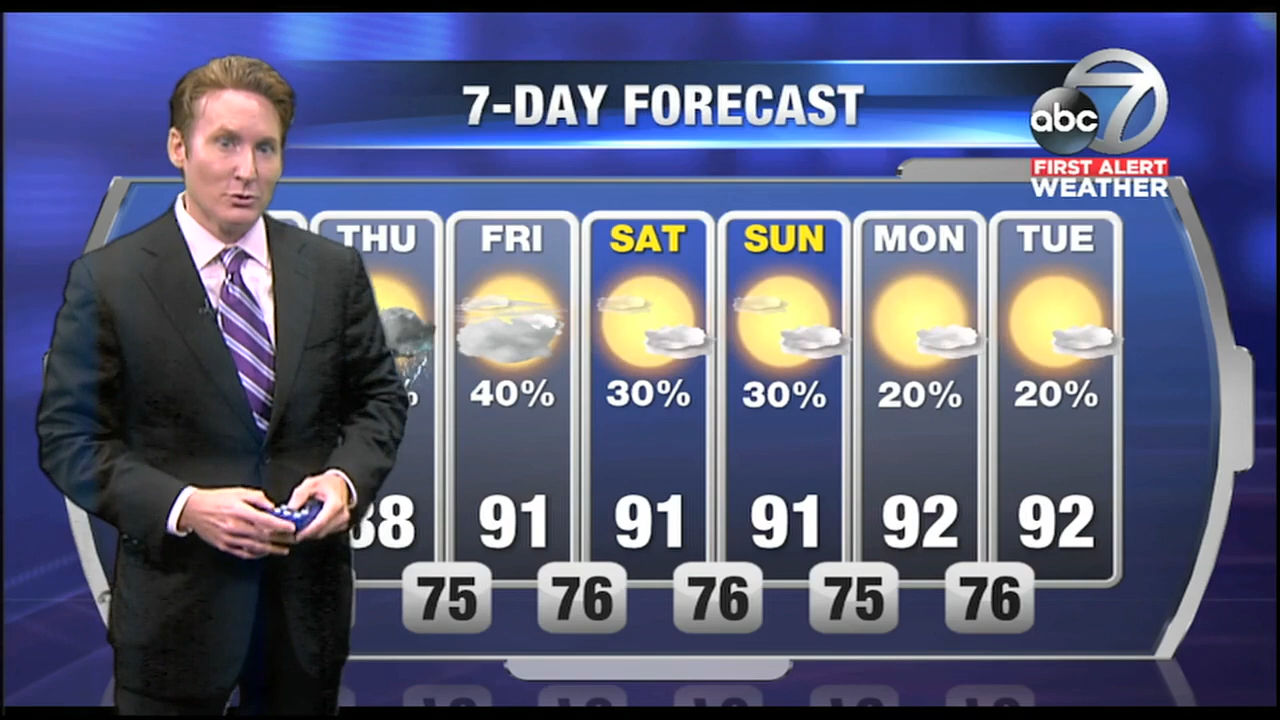 7-DAY FORECAST
abc 7
FIRST ALERT
WEATHER
THU FRI SAT SUN MON TUE
40% 30% 30% 20% 20%
88 91 91 91 92 92
75 76 76 75 76